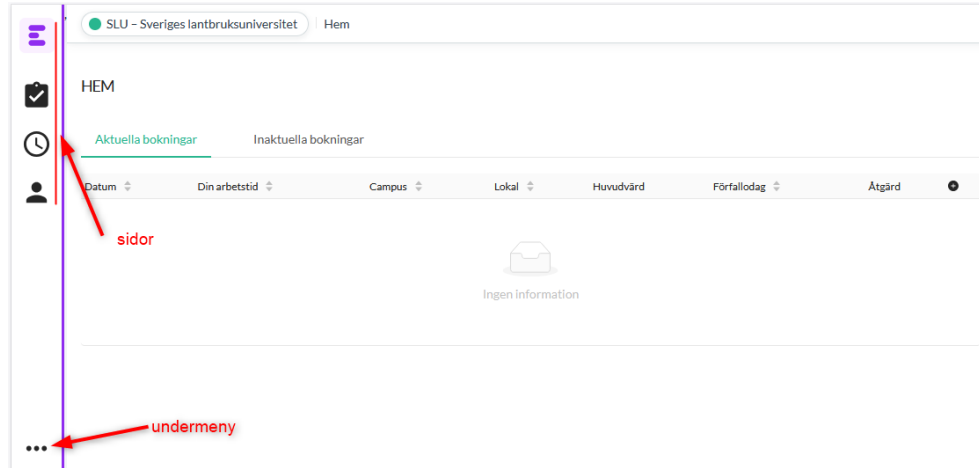 SLU – Sveriges lantbruksuniversitet Hem
HEM
Aktuella bokningar Inaktuella bokningar
Datum Din arbetstid Campus Lokal Huvudvärd Förfallodag Åtgärd
sidor
Ingen information
undermeny